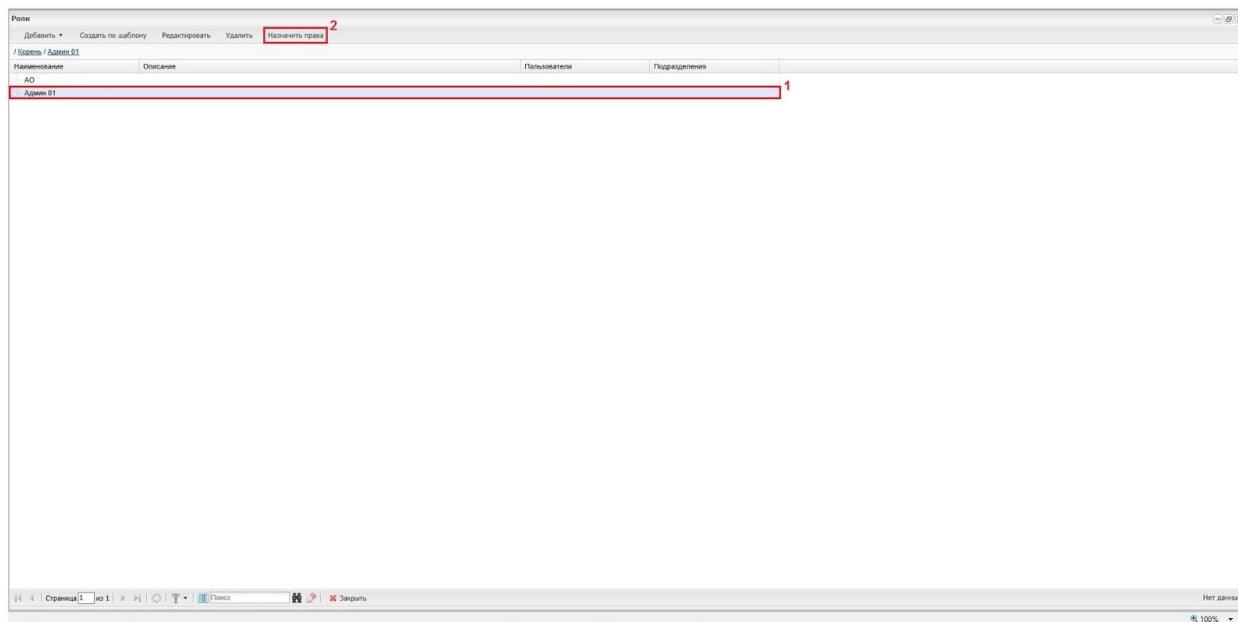 Роли
2
Добавить Создать по шаблону Редактировать Удалить Назначить права
/ Корень / Админ 01
Наименование Описание Пользователи Подразделения
АО
Админ 01 1
Страница 1 из 1 Поиск Закрыть Нет данных
100%